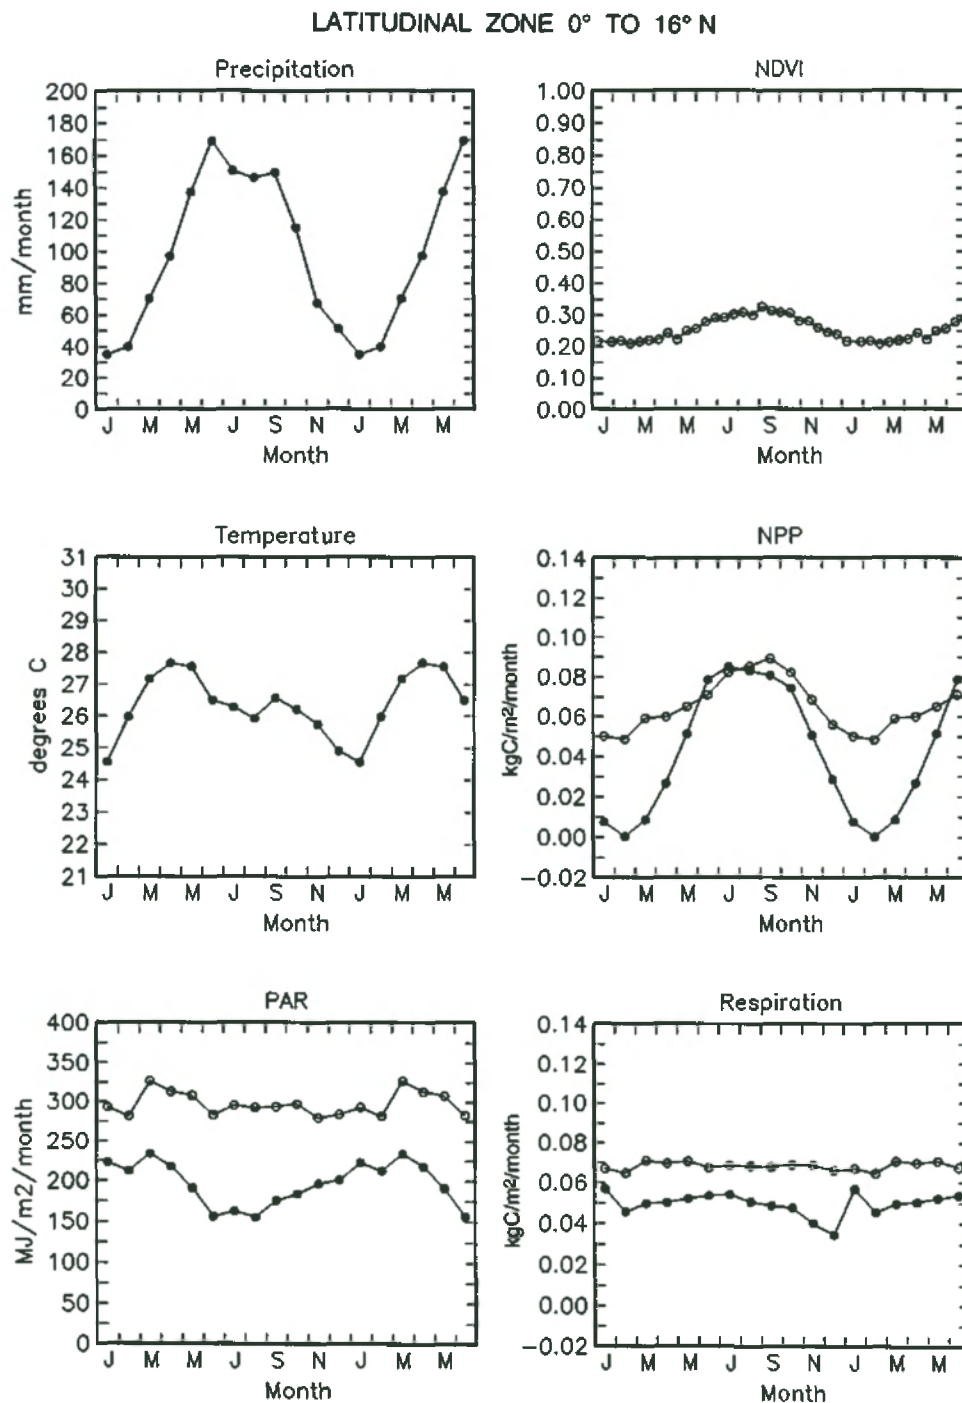 LATITUDINAL ZONE 0° TO 16° N
Precipitation
200
180
160
140
120
100
80
60
40
20
0
mm/month
J M M J S N J M M
Month
NDVI
1.00
0.90
0.80
0.70
0.60
0.50
0.40
0.30
0.20
0.10
0.00
J M M J S N J M M
Month
Temperature
31
30
29
28
27
26
25
24
23
22
21
degrees C
J M M J S N J M M
Month
NPP
0.14
0.12
0.10
0.08
0.06
0.04
0.02
0.00
−0.02
kgC/m²/month
J M M J S N J M M
Month
PAR
400
350
300
250
200
150
100
50
0
MJ/m2/month
J M M J S N J M M
Month
Respiration
0.14
0.12
0.10
0.08
0.06
0.04
0.02
0.00
−0.02
kgC/m²/month
J M M J S N J M M
Month